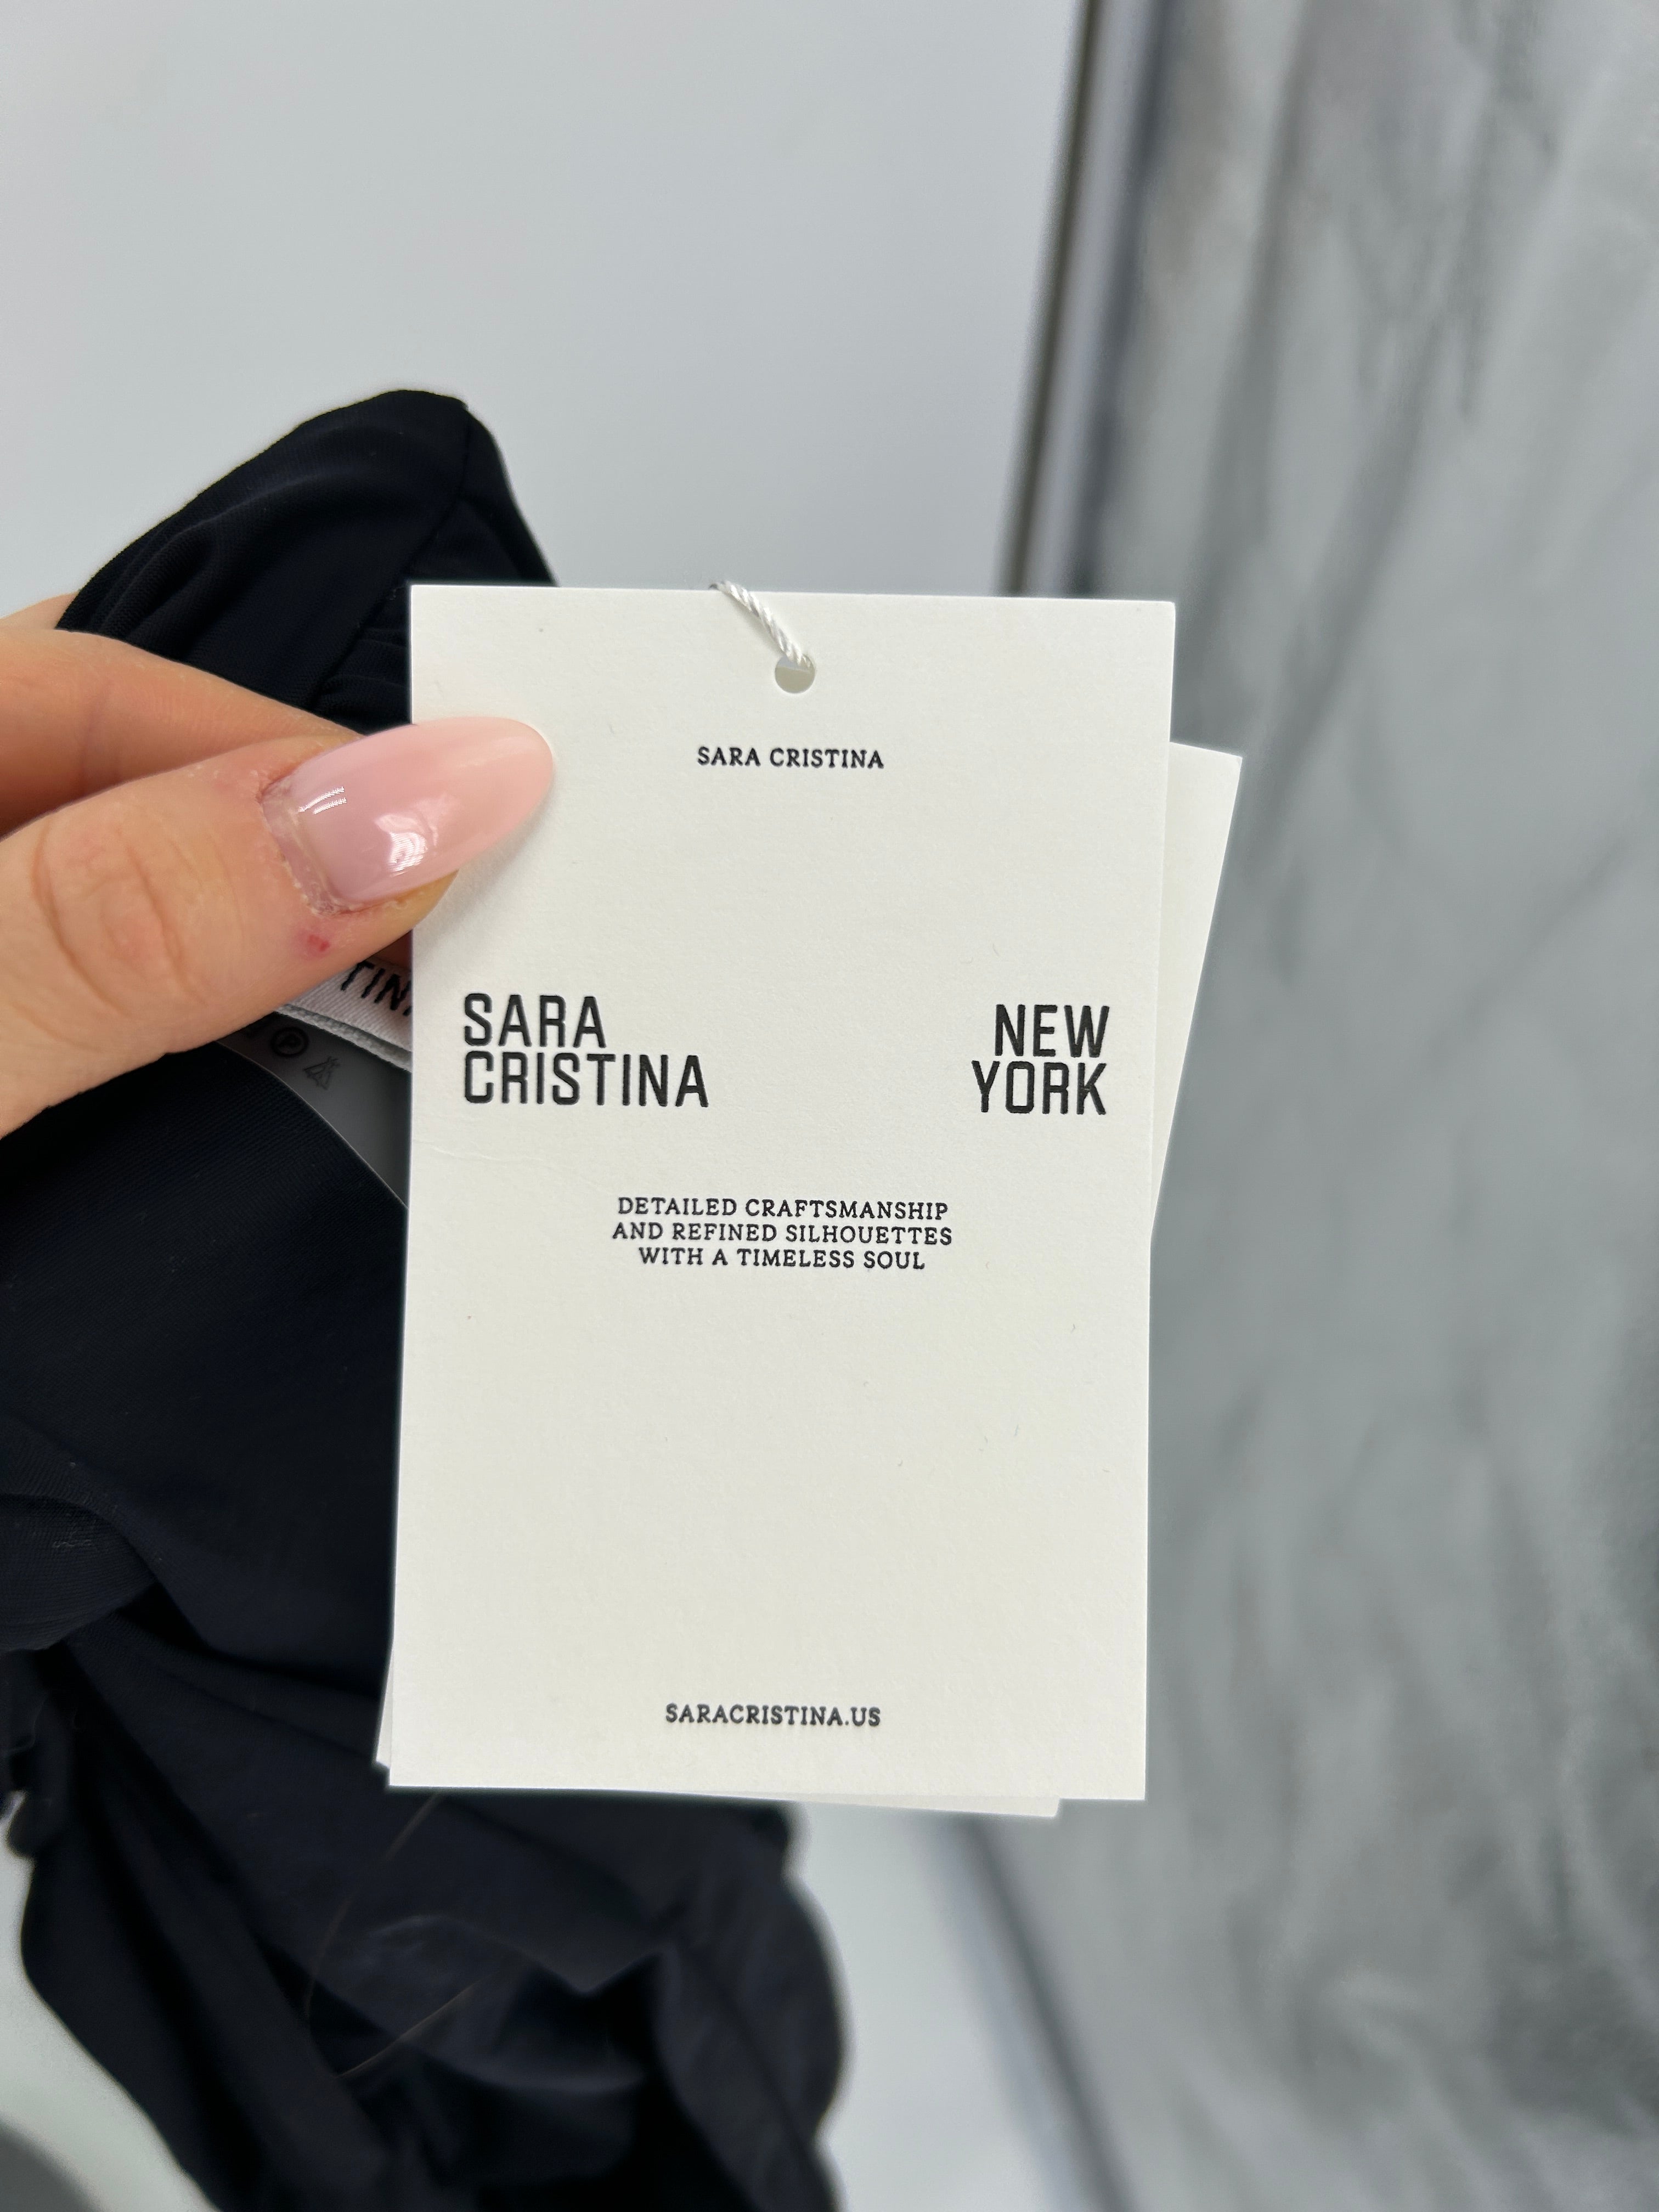 SARA CRISTINA
SARA
CRISTINA
NEW
YORK
DETAILED CRAFTSMANSHIP
AND REFINED SILHOUETTES
WITH A TIMELESS SOUL
SARACRISTINA.US